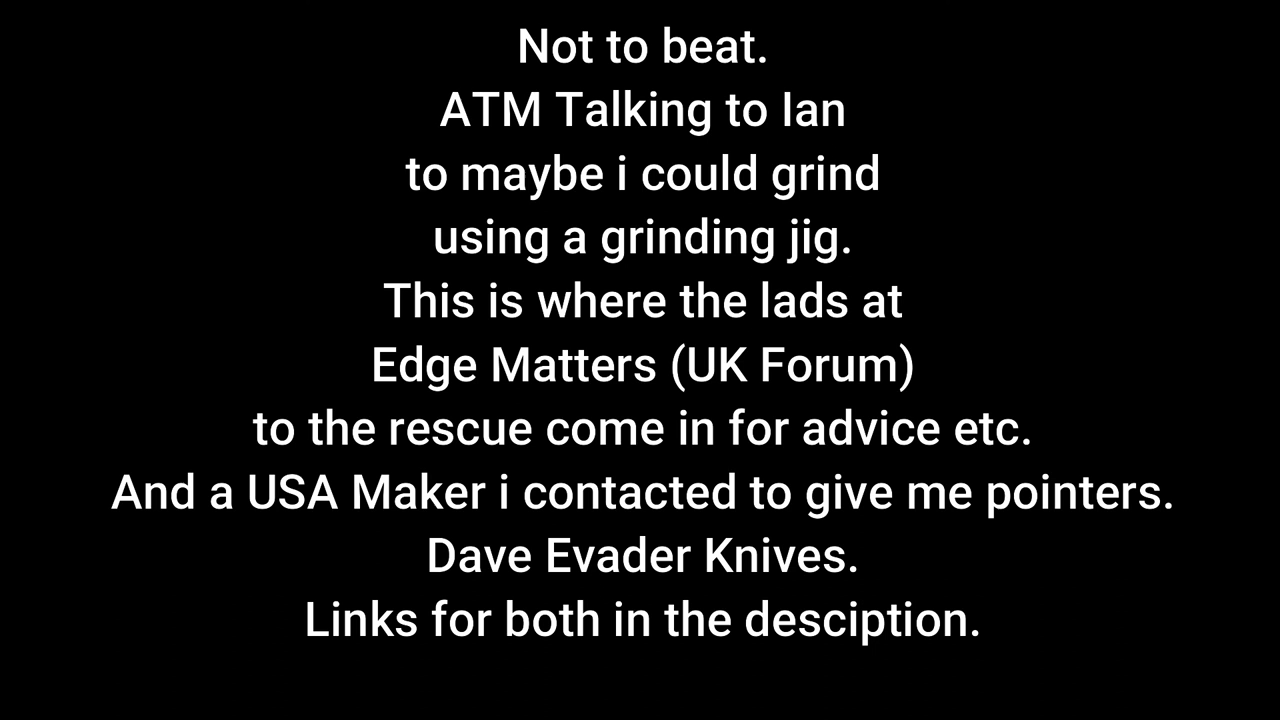 Not to beat.
ATM Talking to Ian
to maybe i could grind
using a grinding jig.
This is where the lads at
Edge Matters (UK Forum)
to the rescue come in for advice etc.
And a USA Maker i contacted to give me pointers.
Dave Evader Knives.
Links for both in the desciption.